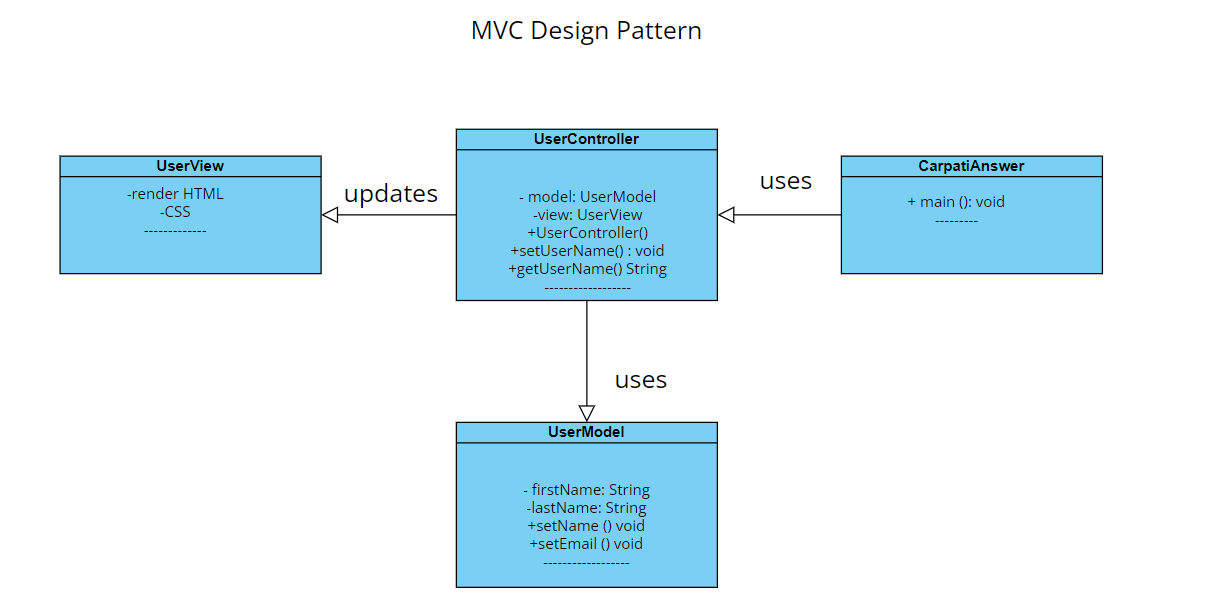 MVC Design Pattern
UserView
-render HTML
-CSS
-------------
updates
UserController
- model: UserModel
-view: UserView
+UserController()
+setUserName() : void
+getUserName() String
------------------
uses
CarpatiAnswer
+ main (): void
---------
uses
UserModel
- firstName: String
-lastName: String
+setName () void
+setEmail () void
------------------